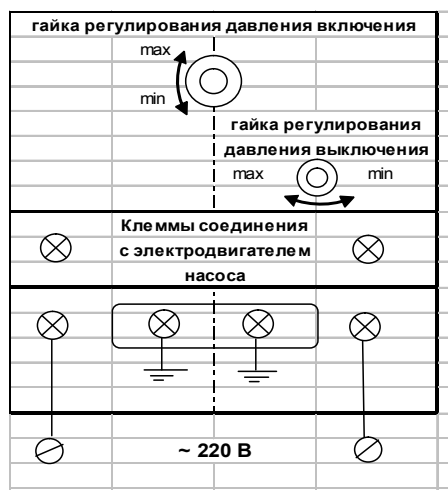 гайка регулирования давления включения
max
min
гайка регулирования
давления выключения
max min
Клеммы соединения
с электродвигателем
насоса
~ 220 В